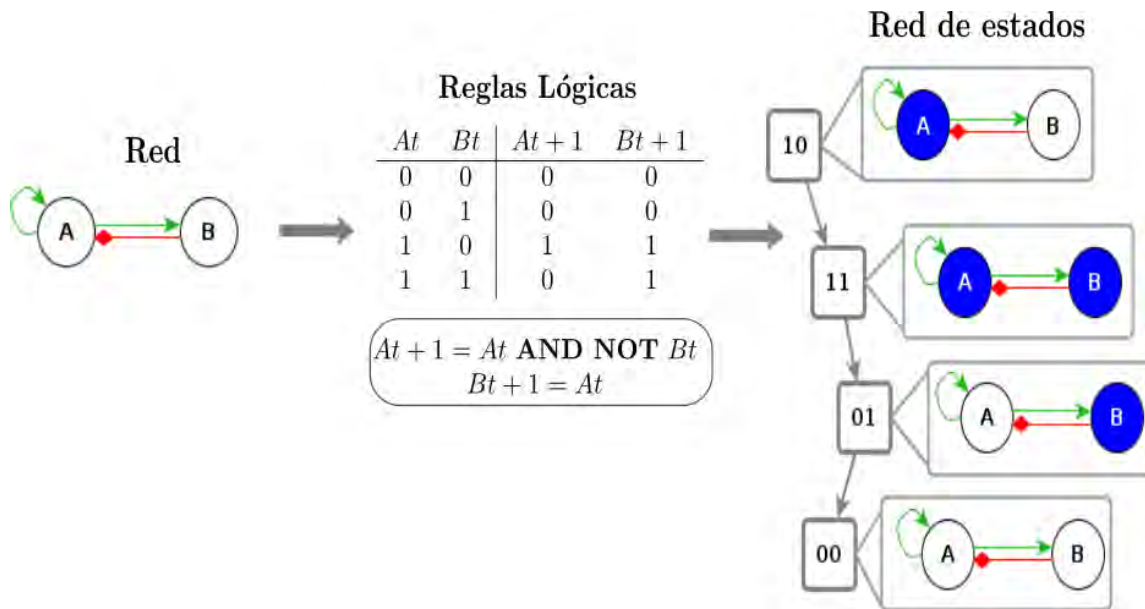 Red
A B
Reglas Lógicas
At Bt At + 1 Bt + 1
0 0 0 0
0 1 0 0
1 0 1 1
1 1 0 1
At + 1 = At AND NOT Bt
Bt + 1 = At
Red de estados
10 A B
11 A B
01 A B
00 A B